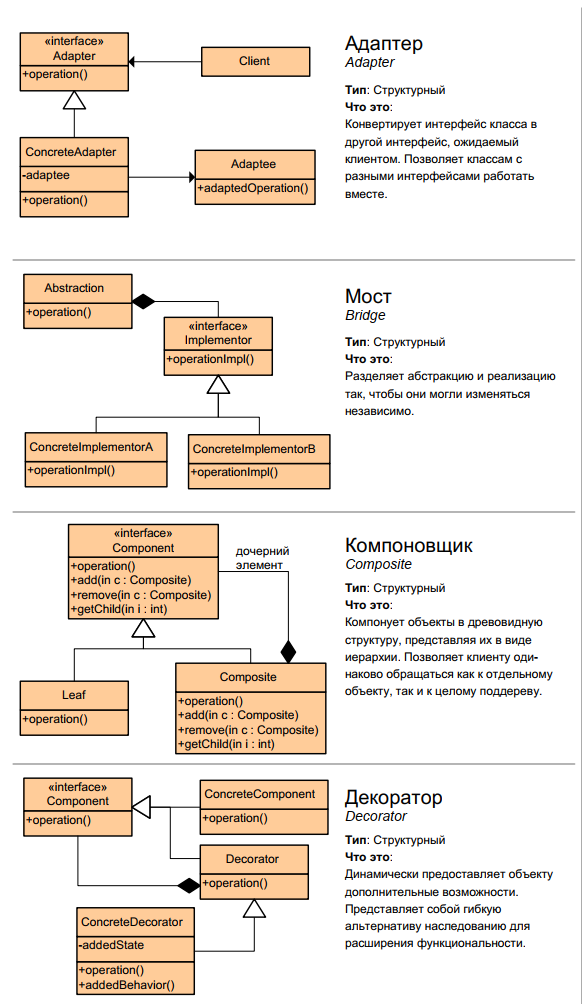 «interface»
Adapter
+operation()
Client
ConcreteAdapter
-adaptee
+operation()
Adaptee
+adaptedOperation()
Адаптер
Adapter
Тип: Структурный
Что это:
Конвертирует интерфейс класса в
другой интерфейс, ожидаемый
клиентом. Позволяет классам с
разными интерфейсами работать
вместе.
Abstraction
+operation()
«interface»
Implementor
+operationImpl()
ConcreteImplementorA
+operationImpl()
ConcreteImplementorB
+operationImpl()
Мост
Bridge
Тип: Структурный
Что это:
Разделяет абстракцию и реализацию
так, чтобы они могли изменяться
независимо.
«interface»
Component
+operation()
+add(in c : Composite)
+remove(in c : Composite)
+getChild(in i : int)
дочерний
элемент
Leaf
+operation()
Composite
+operation()
+add(in c : Composite)
+remove(in c : Composite)
+getChild(in i : int)
Компоновщик
Composite
Тип: Структурный
Что это:
Компонует объекты в древовидную
структуру, представляя их в виде
иерархии. Позволяет клиенту оди-
наково обращаться как к отдельному
объекту, так и к целому поддереву.
«interface»
Component
+operation()
ConcreteComponent
+operation()
Decorator
+operation()
ConcreteDecorator
-addedState
+operation()
+addedBehavior()
Декоратор
Decorator
Тип: Структурный
Что это:
Динамически предоставляет объекту
дополнительные возможности.
Представляет собой гибкую
альтернативу наследованию для
расширения функциональности.